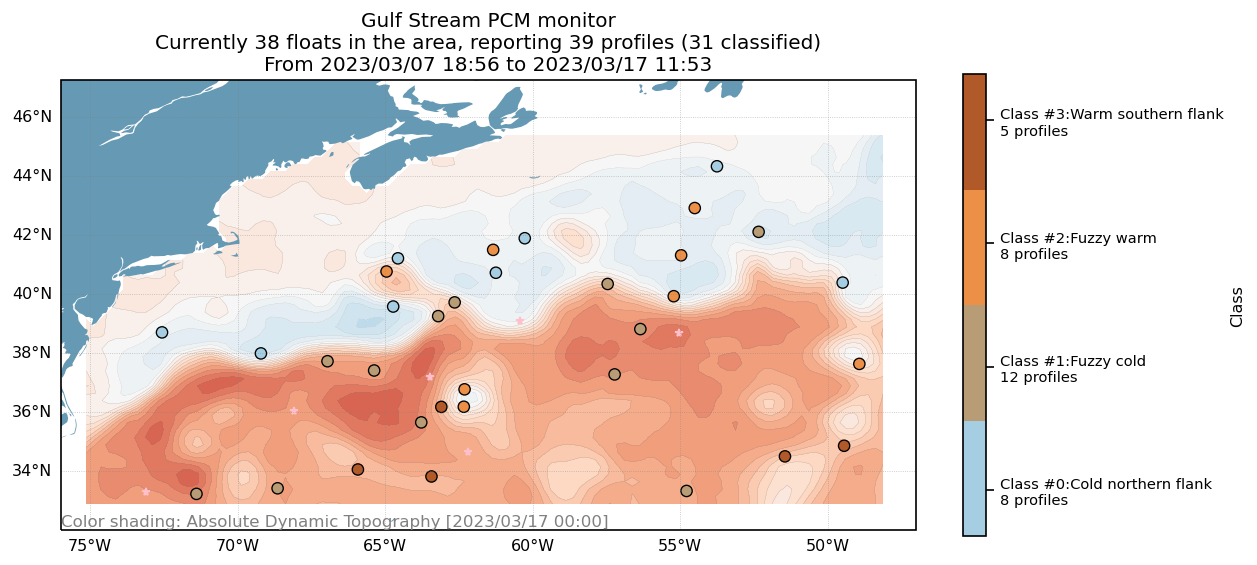 Gulf Stream PCM monitor
Currently 38 floats in the area, reporting 39 profiles (31 classified)
From 2023/03/07 18:56 to 2023/03/17 11:53
46°N
44°N
42°N
40°N
38°N
36°N
34°N
Color shading: Absolute Dynamic Topography [2023/03/17 00:00]
75°W
70°W
65°W
60°W
55°W
50°W
Class #3:Warm southern flank
5 profiles
Class #2:Fuzzy warm
8 profiles
Class #1:Fuzzy cold
12 profiles
Class #0:Cold northern flank
8 profiles
Class